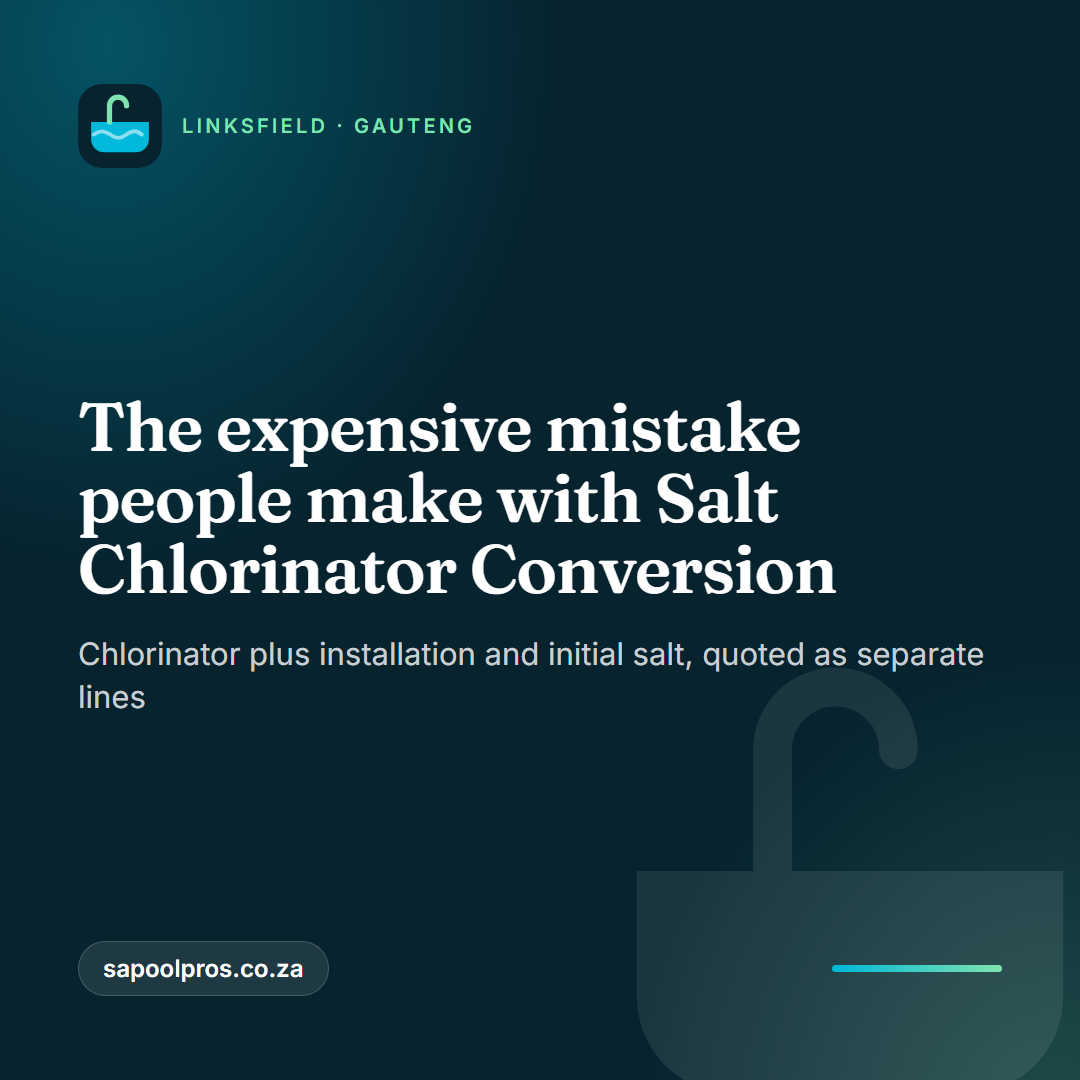 LINKSFIELD · GAUTENG
The expensive mistake
people make with Salt
Chlorinator Conversion
Chlorinator plus installation and initial salt, quoted as separate
lines
sapoolpros.co.za